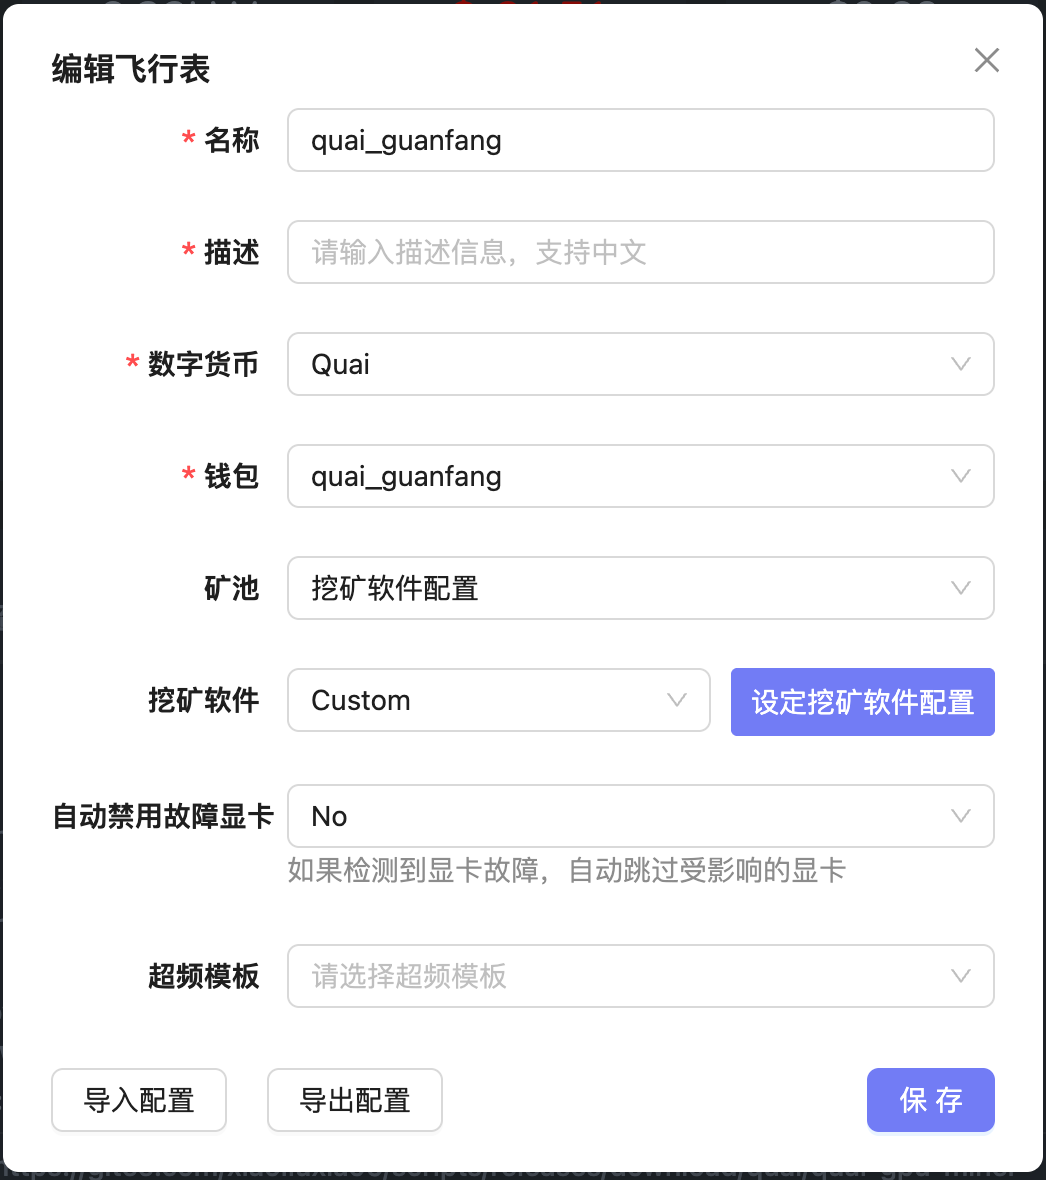 编辑飞行表
* 名称 quai_guanfang
* 描述 请输入描述信息，支持中文
* 数字货币 Quai
* 钱包 quai_guanfang
矿池 挖矿软件配置
挖矿软件 Custom 设定挖矿软件配置
自动禁用故障显卡 No
如果检测到显卡故障，自动跳过受影响的显卡
超频模板 请选择超频模板
导入配置 导出配置 保 存